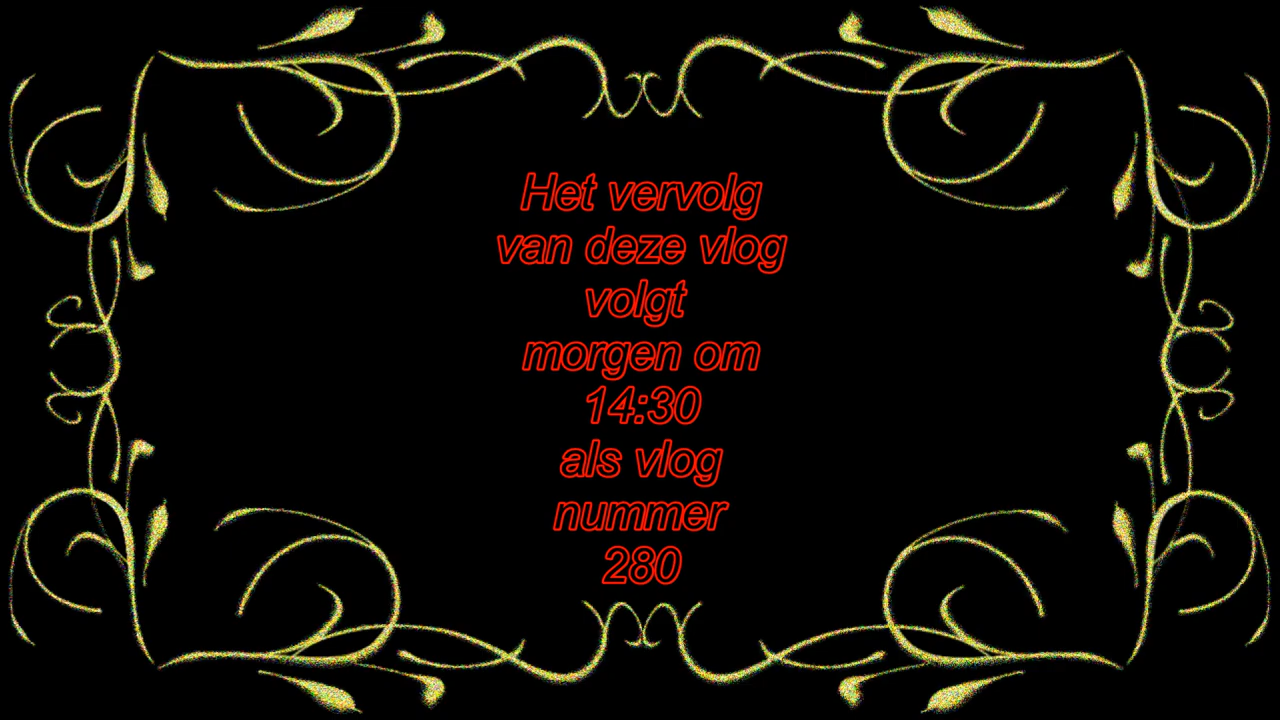 Het vervolg
van deze vlog
volgt
morgen om
14:30
als vlog
nummer
280